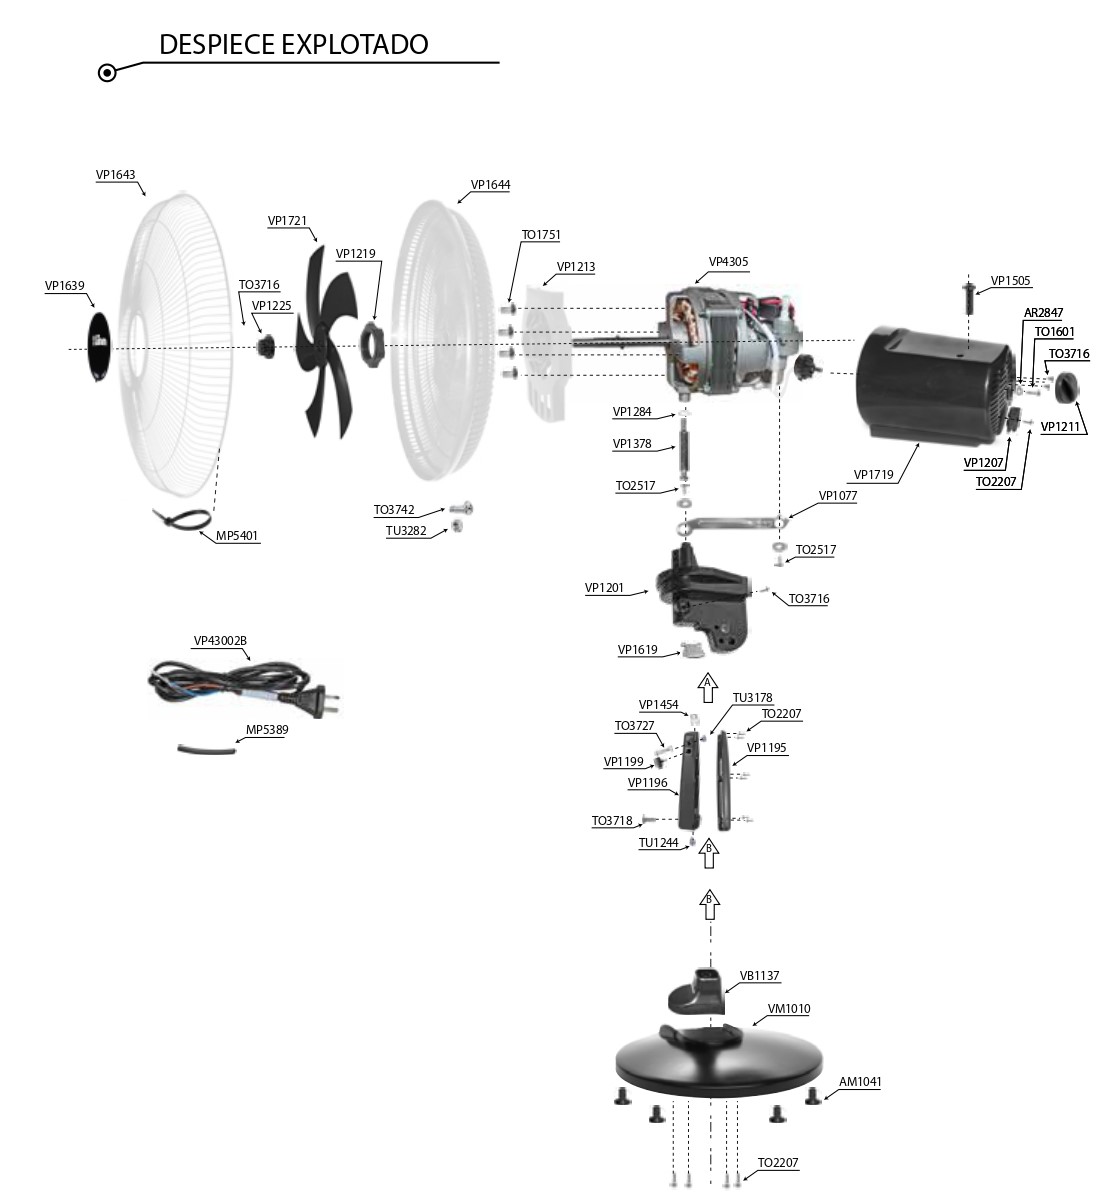 DESPIECE EXPLOTADO
VP1643
VP1644
VP1721
TO1751
VP1219
VP1213
VP4305
VP1639
TO3716
VP1225
VP1505
AR2847
TO1601
TO3716
VP1211
VP1284
VP1378
VP1207
VP1719
TO2207
TO2517
VP1077
TO3742
TU3282
MP5401
TO2517
VP1201
TO3716
VP43002B
VP1619
A
VP1454
TU3178
TO2207
TO3727
MP5389
VP1195
VP1199
VP1196
TO3718
TU1244
B
B
VB1137
VM1010
AM1041
TO2207